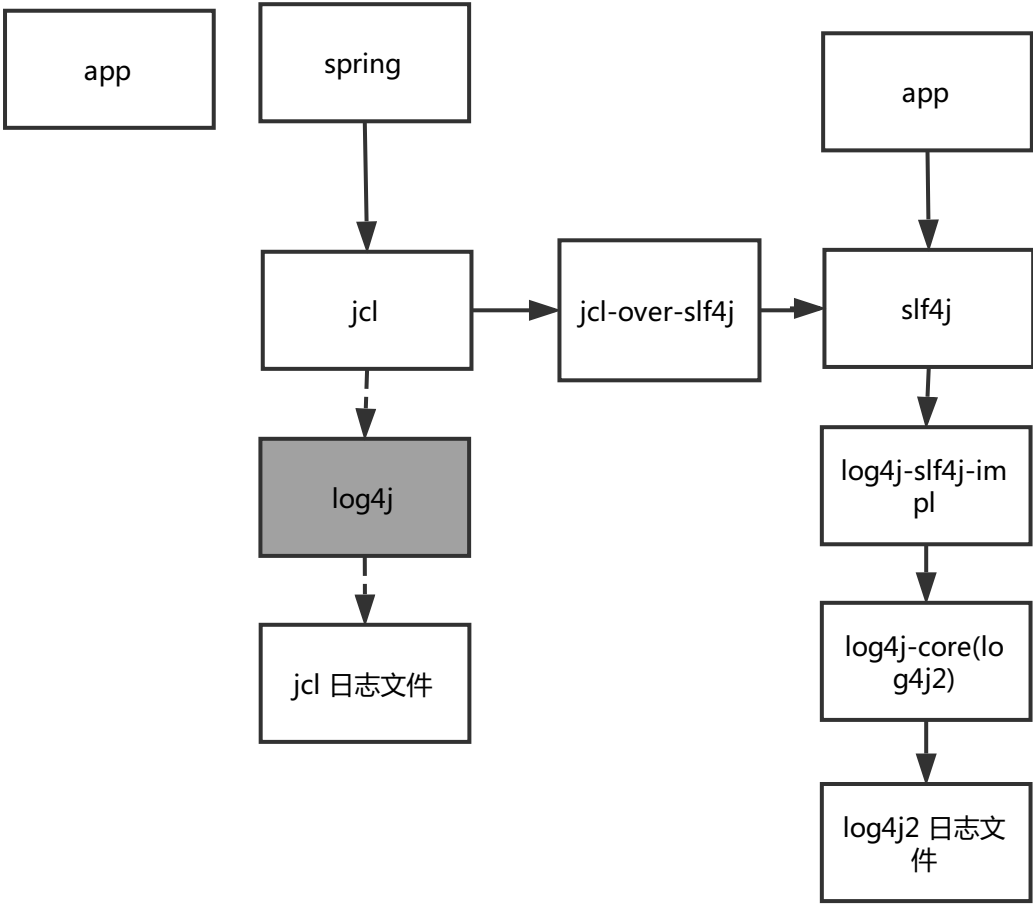 app
spring
app
jcl
jcl-over-slf4j
slf4j
log4j
log4j-slf4j-im
pl
jcl 日志文件
log4j-core(lo
g4j2)
log4j2 日志文
件